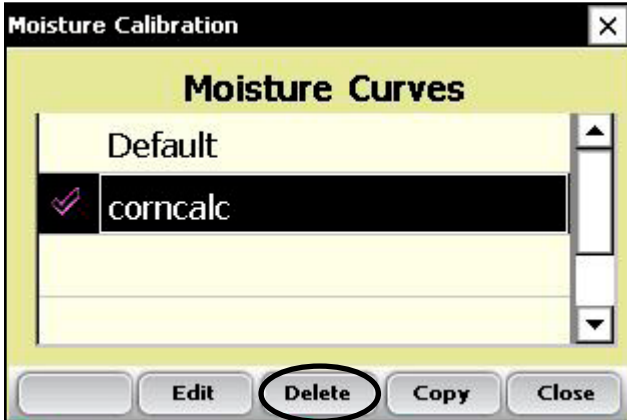 Moisture Calibration
Moisture Curves
Default
corncalc
Edit Delete Copy Close